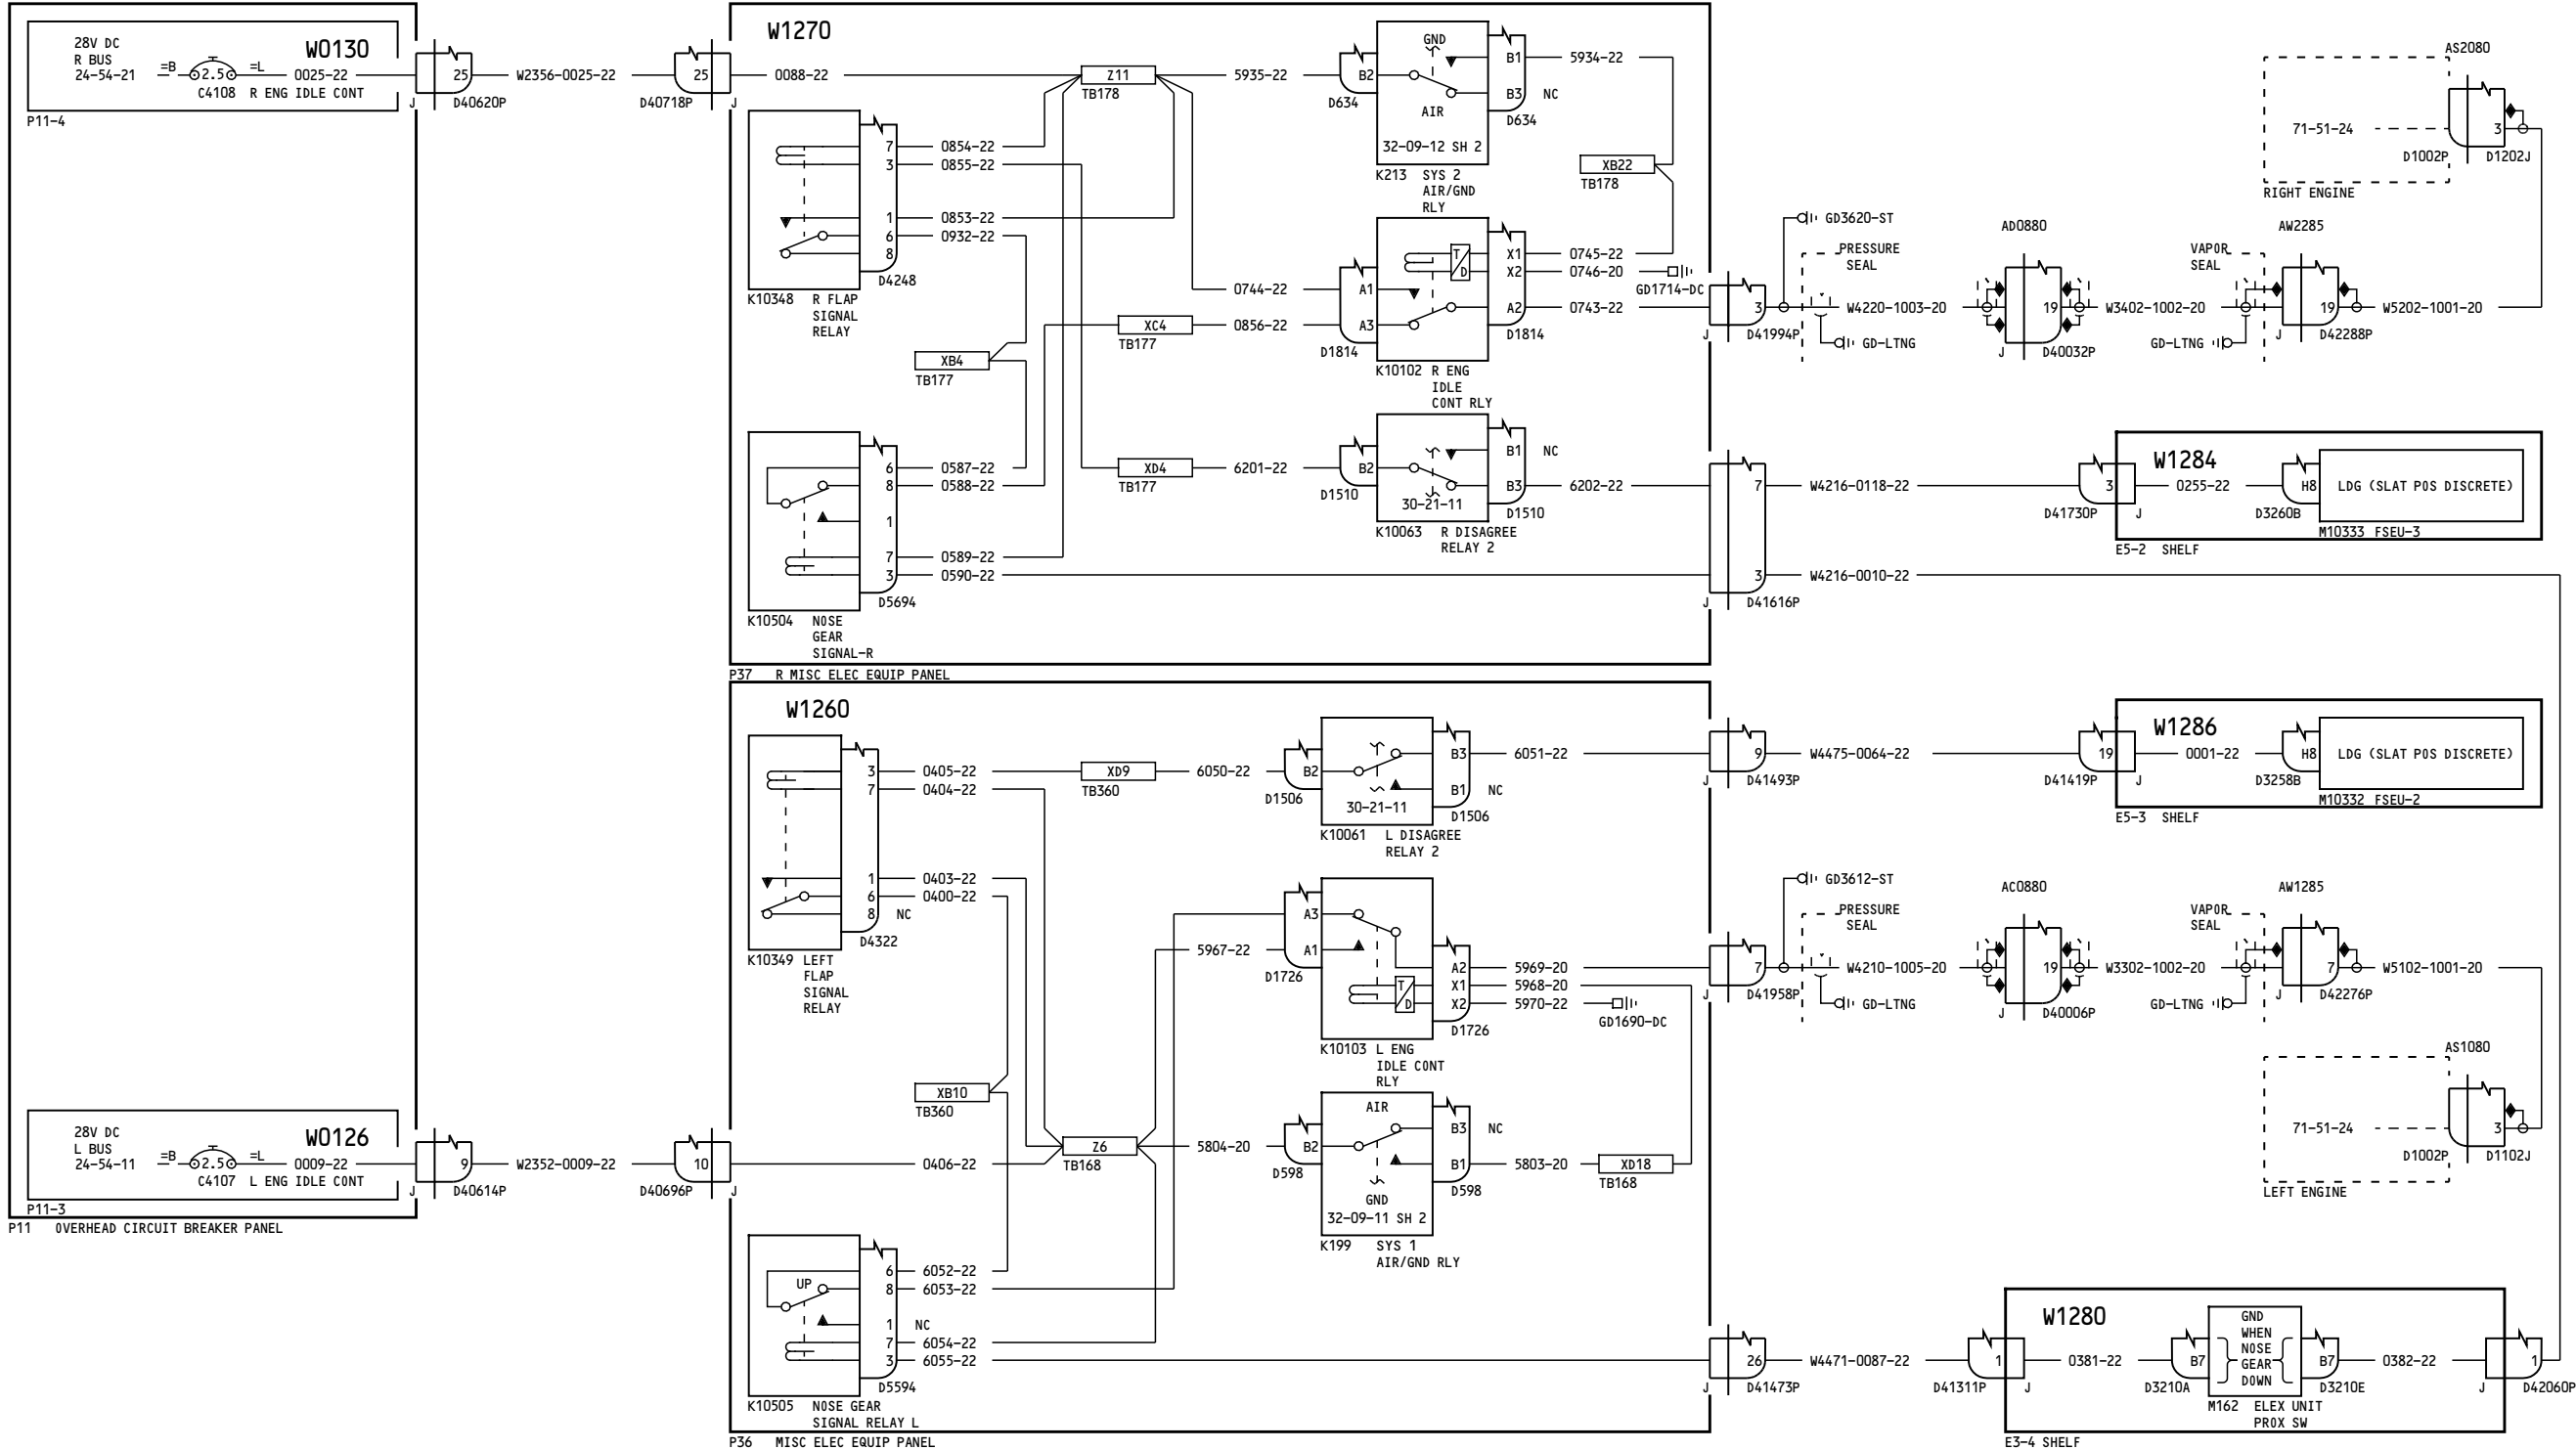 W0130
28V DC
R BUS
24-54-21
=B
2.5
=L
0025-22
C4108 R ENG IDLE CONT
P11-4
25
J
D40620P
W2356-0025-22
25
D40718P
J
W1270
0088-22
Z11
TB178
5935-22
B2
D634
GND
AIR
32-09-12 SH 2
B1
B3
NC
D634
5934-22
K213 SYS 2
AIR/GND
RLY
XB22
TB178
7
3
1
6
8
0854-22
0855-22
0853-22
0932-22
D4248
K10348 R FLAP
SIGNAL
RELAY
XB4
TB177
XC4
TB177
0744-22
0856-22
A1
A3
D1814
T
D
X1
X2
A2
D1814
0745-22
0746-20
GD1714-DC
0743-22
K10102 R ENG
IDLE
CONT RLY
3
J
D41994P
GD3620-ST
PRESSURE
SEAL
W4220-1003-20
GD-LTNG
AD0880
19
J
D40032P
W3402-1002-20
VAPOR
SEAL
GD-LTNG
AW2285
19
J
D42288P
W5202-1001-20
AS2080
71-51-24
3
D1002P
D1202J
RIGHT ENGINE
6
8
1
7
3
0587-22
0588-22
0589-22
0590-22
D5694
K10504 NOSE
GEAR
SIGNAL-R
XD4
TB177
6201-22
B2
D1510
30-21-11
B1
NC
B3
D1510
6202-22
K10063 R DISAGREE
RELAY 2
7
3
J
D41616P
W4216-0118-22
W4216-0010-22
3
D41730P
J
W1284
0255-22
H8
D3260B
LDG (SLAT POS DISCRETE)
M10333 FSEU-3
E5-2 SHELF
P37 R MISC ELEC EQUIP PANEL
W1260
3
7
1
6
8
NC
0405-22
0404-22
0403-22
0400-22
D4322
K10349 LEFT
FLAP
SIGNAL
RELAY
XD9
TB360
6050-22
B2
D1506
30-21-11
B3
B1
NC
D1506
6051-22
K10061 L DISAGREE
RELAY 2
9
J
D41493P
W4475-0064-22
19
D41419P
J
W1286
0001-22
H8
D3258B
LDG (SLAT POS DISCRETE)
M10332 FSEU-2
E5-3 SHELF
5967-22
A3
A1
D1726
T
D
A2
X1
X2
D1726
5969-20
5968-20
5970-22
GD1690-DC
K10103 L ENG
IDLE CONT
RLY
7
J
D41958P
GD3612-ST
PRESSURE
SEAL
W4210-1005-20
GD-LTNG
AC0880
19
J
D40006P
W3302-1002-20
VAPOR
SEAL
GD-LTNG
AW1285
7
J
D42276P
W5102-1001-20
AS1080
71-51-24
3
D1002P
D1102J
LEFT ENGINE
XB10
TB360
W0126
28V DC
L BUS
24-54-11
=B
2.5
=L
0009-22
C4107 L ENG IDLE CONT
P11-3
P11 OVERHEAD CIRCUIT BREAKER PANEL
9
J
D40614P
W2352-0009-22
10
D40696P
J
0406-22
Z6
TB168
5804-20
B2
D598
AIR
GND
32-09-11 SH 2
B3
NC
B1
D598
5803-20
XD18
TB168
K199 SYS 1
AIR/GND RLY
UP
6
8
1
7
3
6052-22
6053-22
NC
6054-22
6055-22
D5594
K10505 NOSE GEAR
SIGNAL RELAY L
P36 MISC ELEC EQUIP PANEL
26
J
D41473P
W4471-0087-22
1
D41311P
J
W1280
0381-22
B7
D3210A
GND
WHEN
NOSE
GEAR
DOWN
B7
D3210E
0382-22
1
J
D42060P
M162 ELEX UNIT
PROX SW
E3-4 SHELF